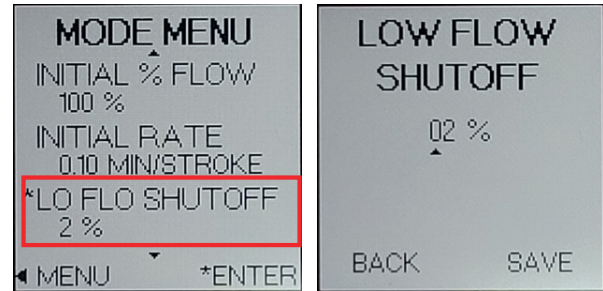 MODE MENU
INITIAL % FLOW
100 %
INITIAL RATE
0.10 MIN/STROKE
*LO FLO SHUTOFF
2 %
MENU *ENTER
LOW FLOW
SHUTOFF
02 %
BACK SAVE